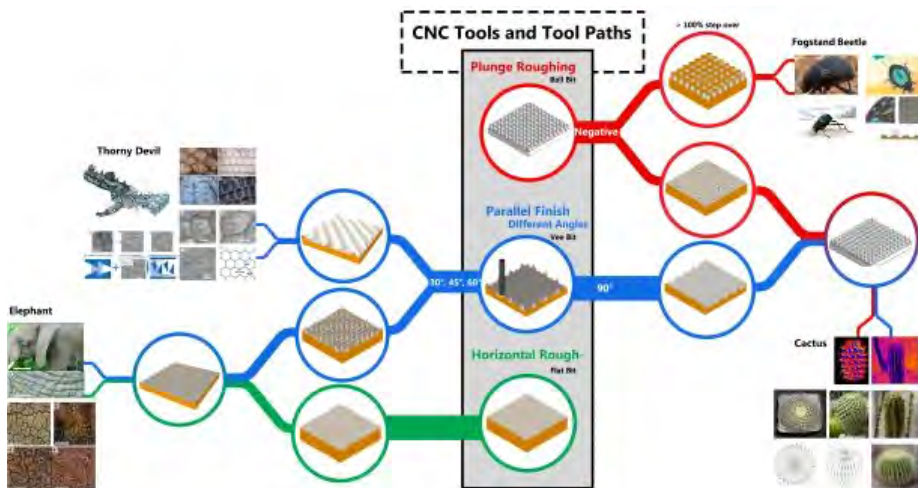 CNC Tools and Tool Paths
> 100% step over
Fogstand Beetle
Plunge Roughing
Ball Bit
Negative
Thorny Devil
Parallel Finish
Different Angles
Vee Bit
30°, 45°, 60°
90°
Elephant
Horizontal Rough-
Flat Bit
Cactus